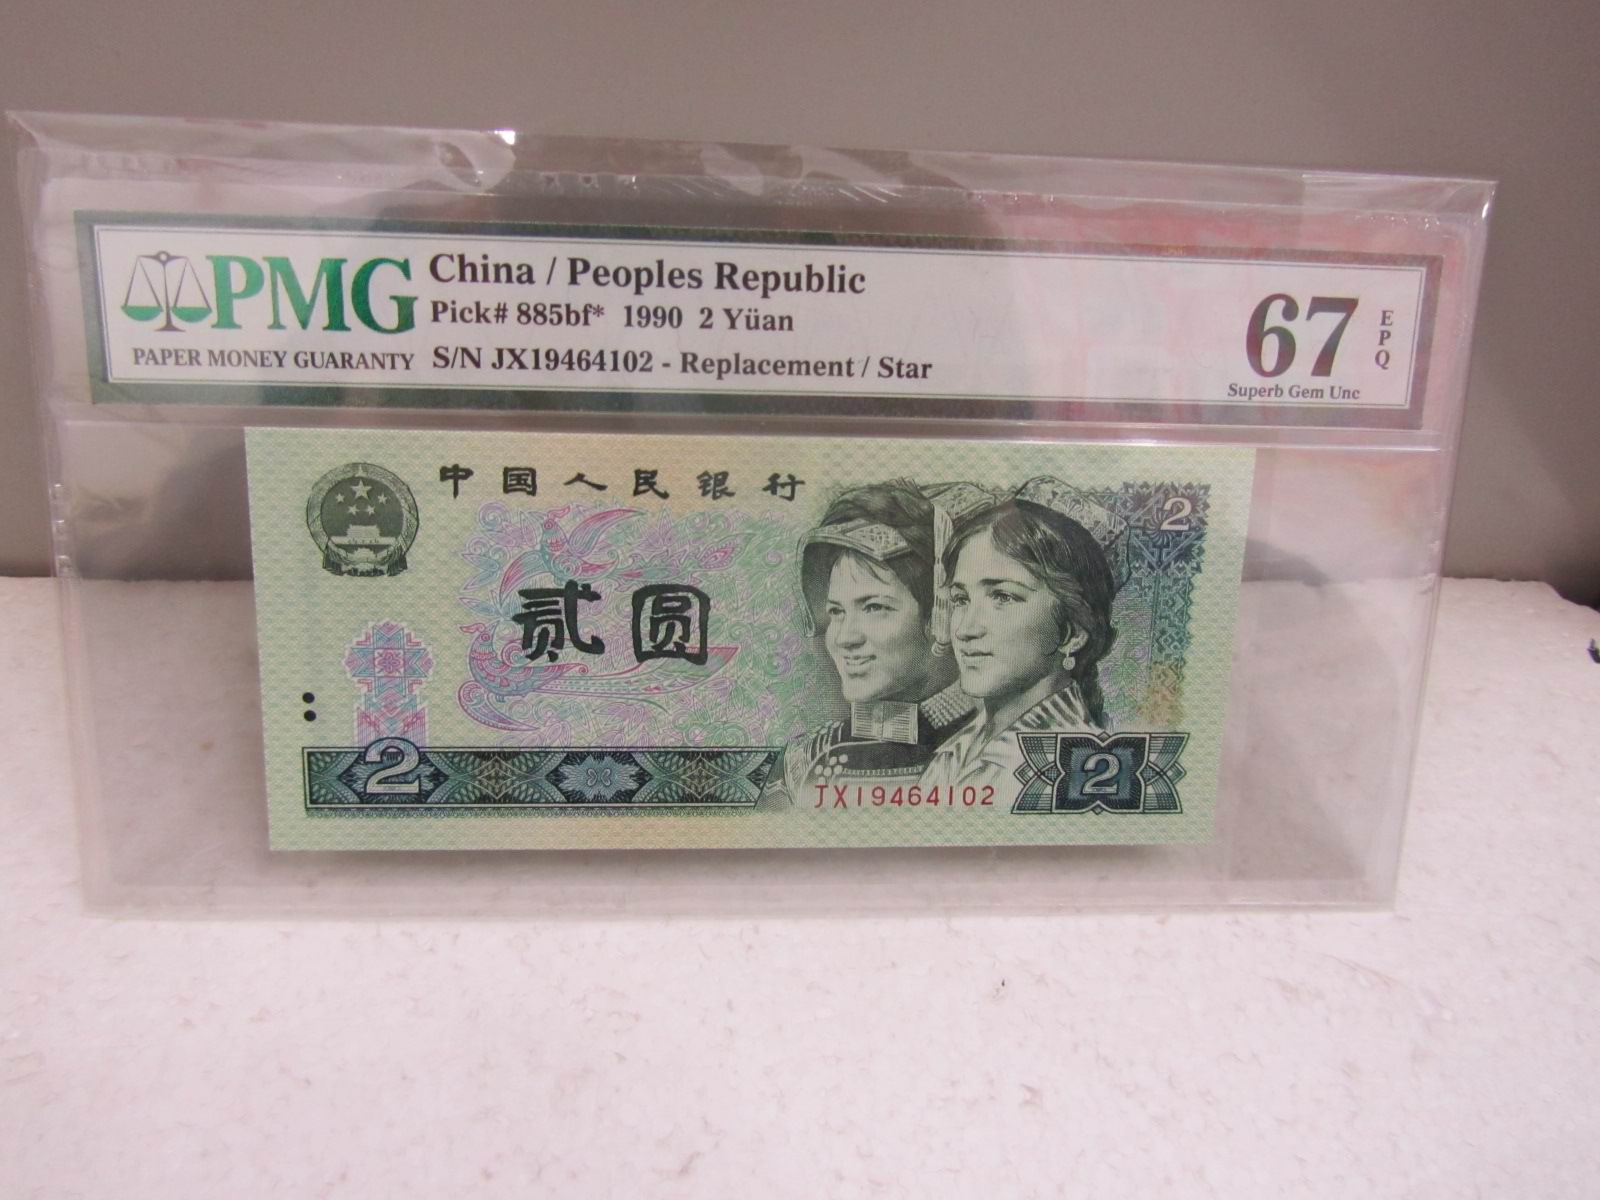 PMG
PAPER MONEY GUARANTY
China / Peoples Republic
Pick# 885bf* 1990 2 Yüan
S/N JX19464102 - Replacement / Star
67
EPQ
Superb Gem Unc
中国人民银行
2
贰圆
2
JX19464102
2